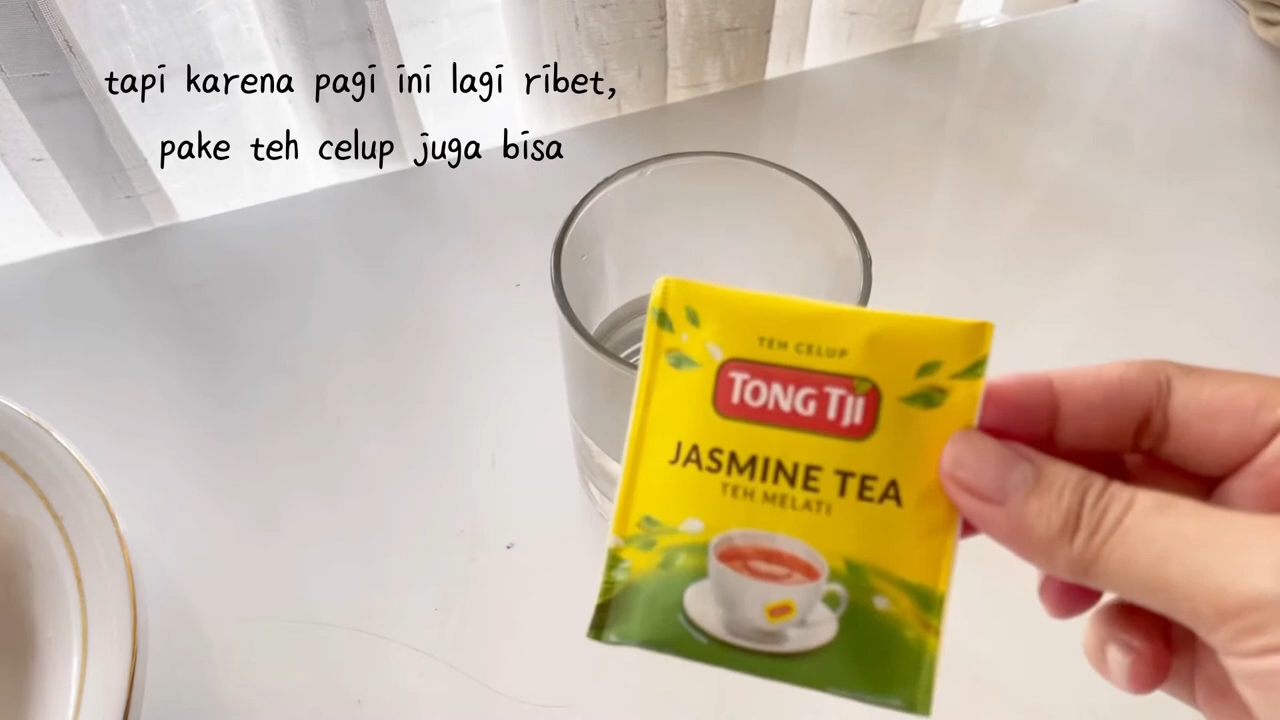 tapi karena pagi ini lagi ribet,
pake teh celup juga bisa
TEH CELUP
TONG TJI
JASMINE TEA
TEH MELATI